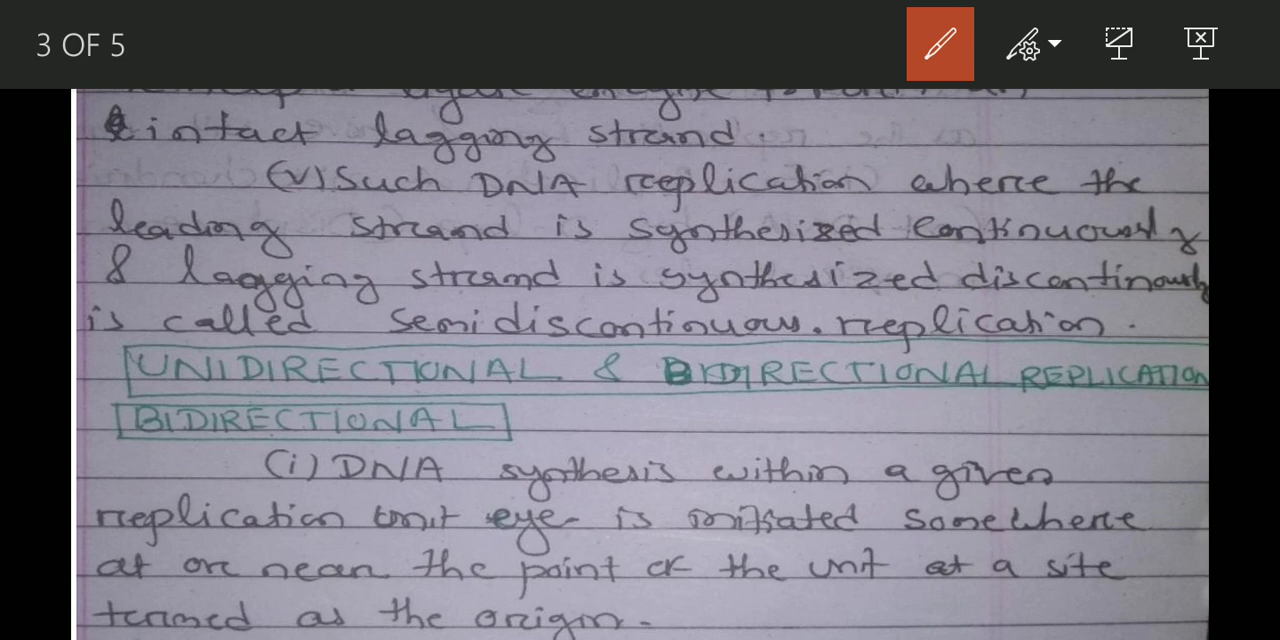 3 OF 5
ligase enzyme
intact lagging strand.
(v) Such DNA replication where the
leading strand is synthesized continuously
& lagging strand is synthesized discontinously
is called semidiscontinuous. replication.
UNIDIRECTIONAL & BIDIRECTIONAL REPLICATION
BIDIRECTIONAL
(i) DNA synthesis within a given
replication unit eye is initiated somewhere
at or near the point of the unit at a site
termed as the origin.